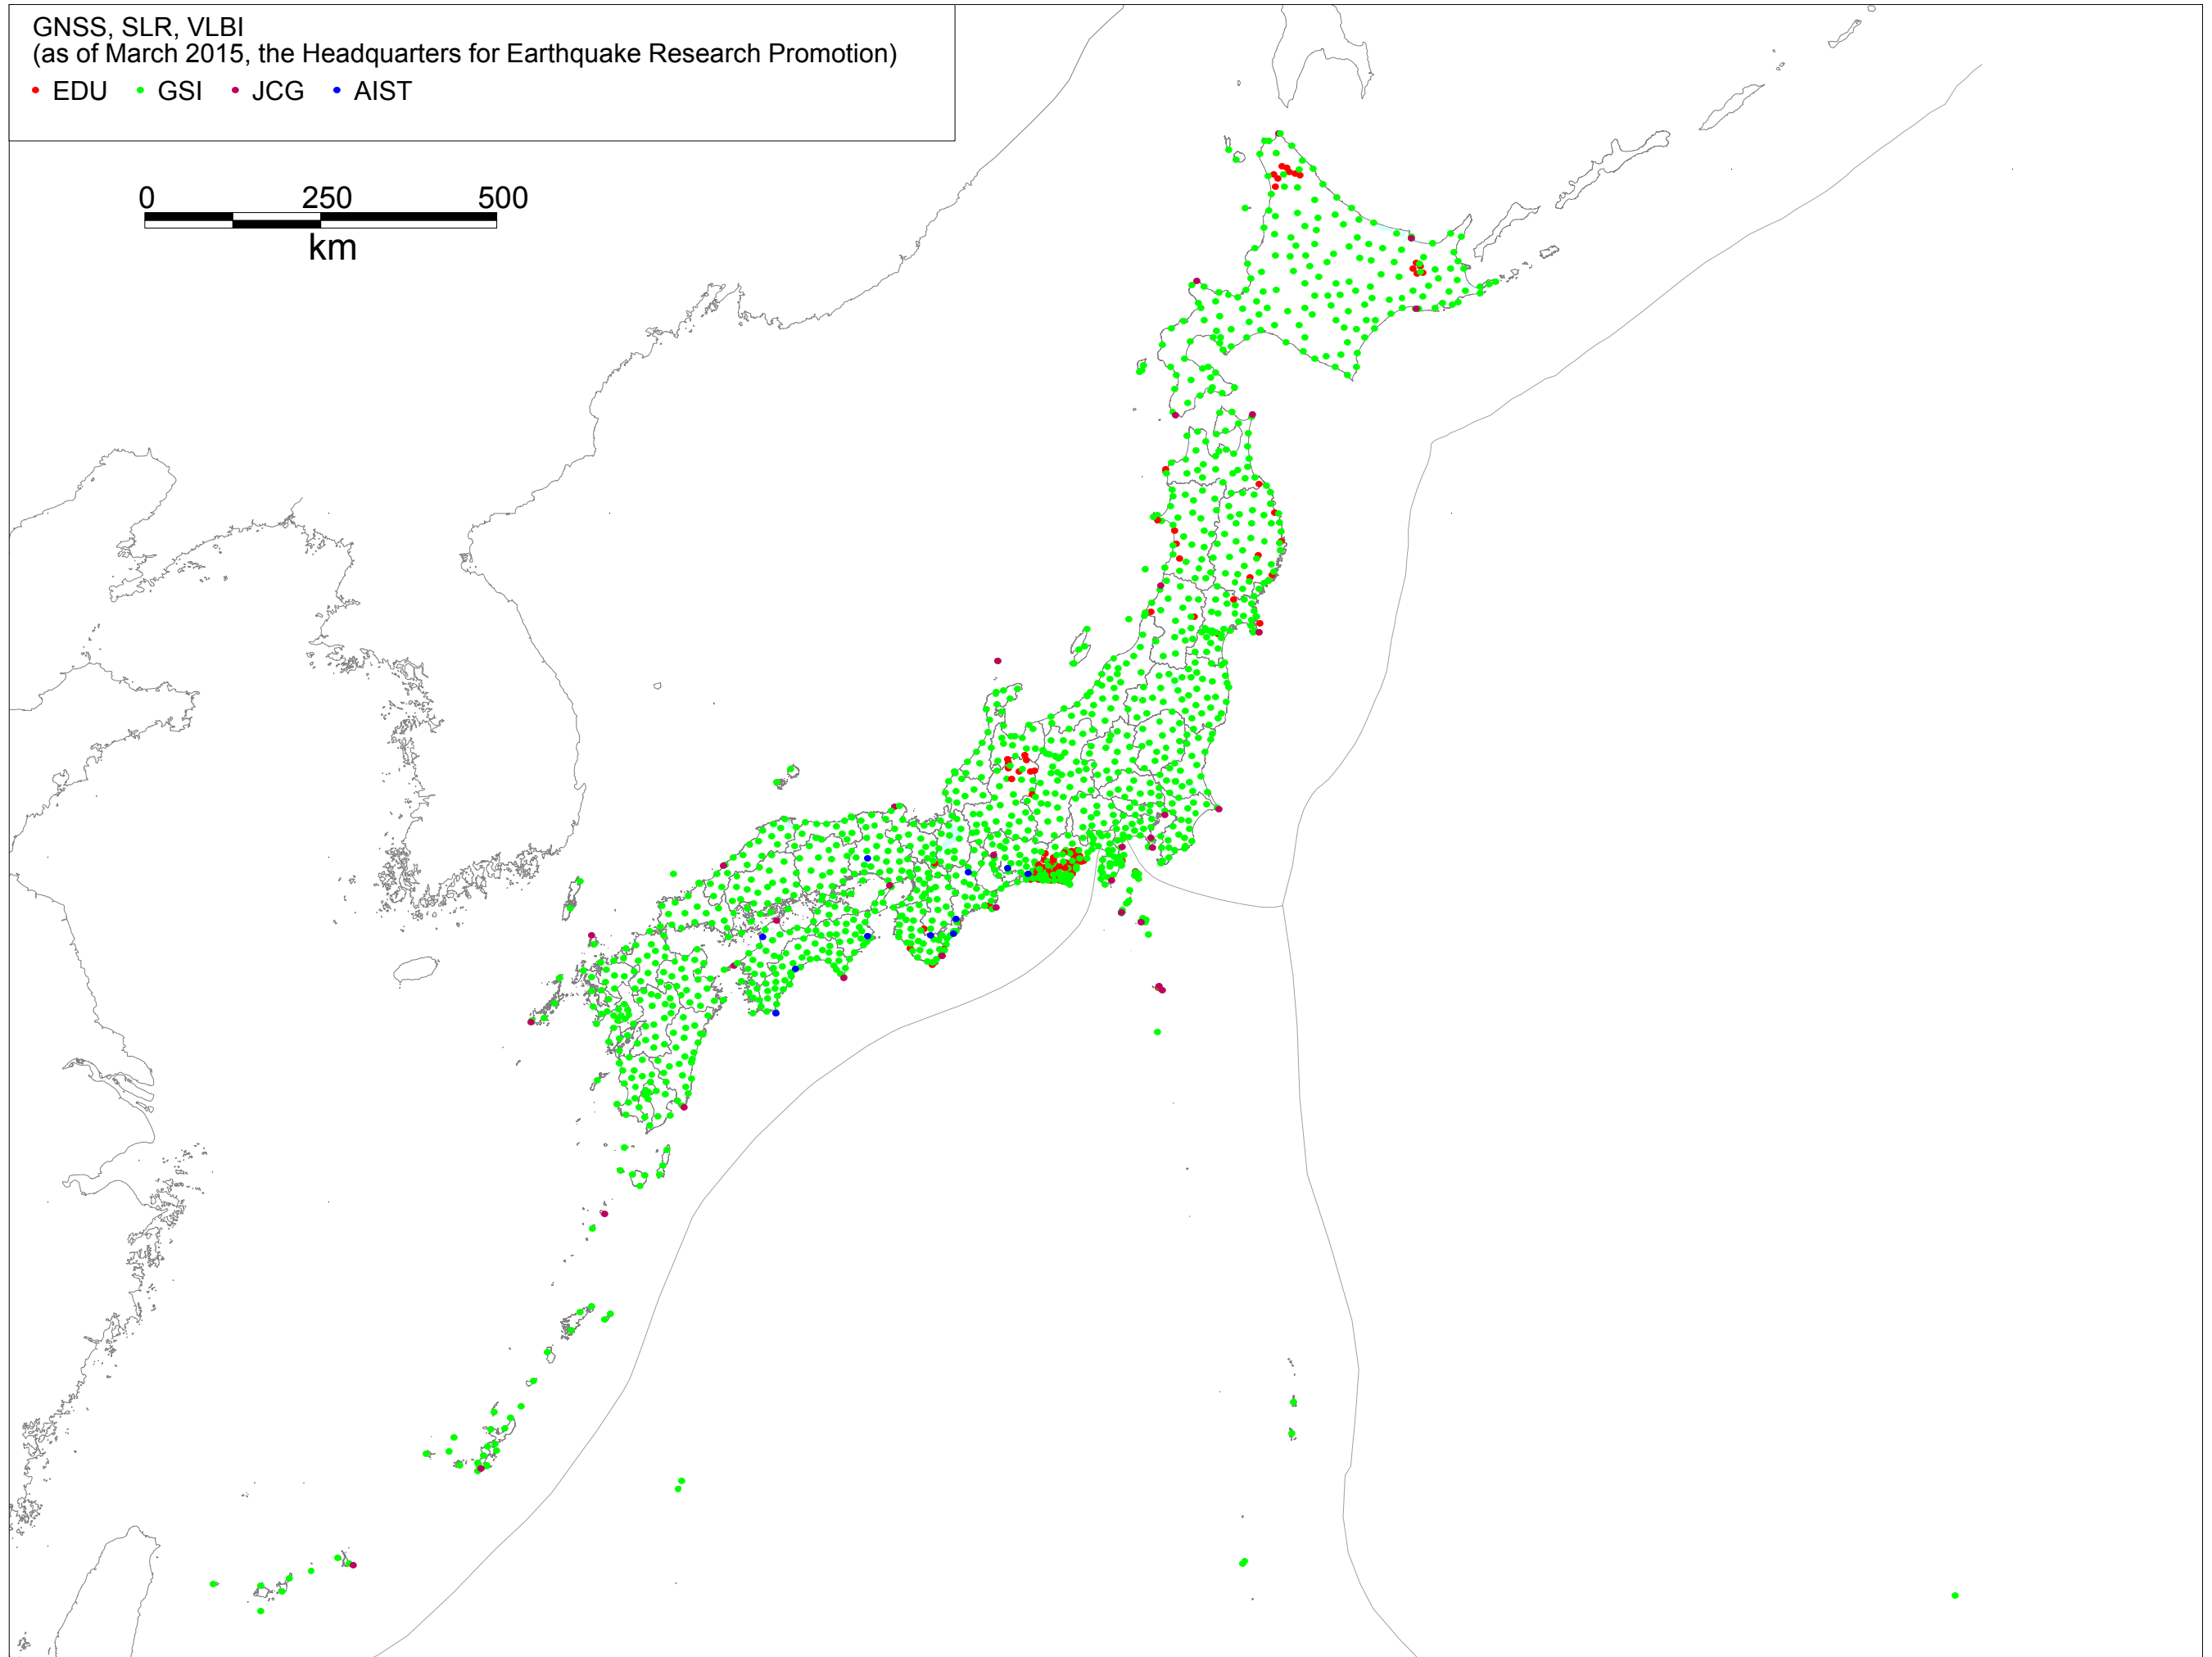 GNSS, SLR, VLBI
(as of March 2015, the Headquarters for Earthquake Research Promotion)
EDU GSI JCG AIST
0 250 500
km